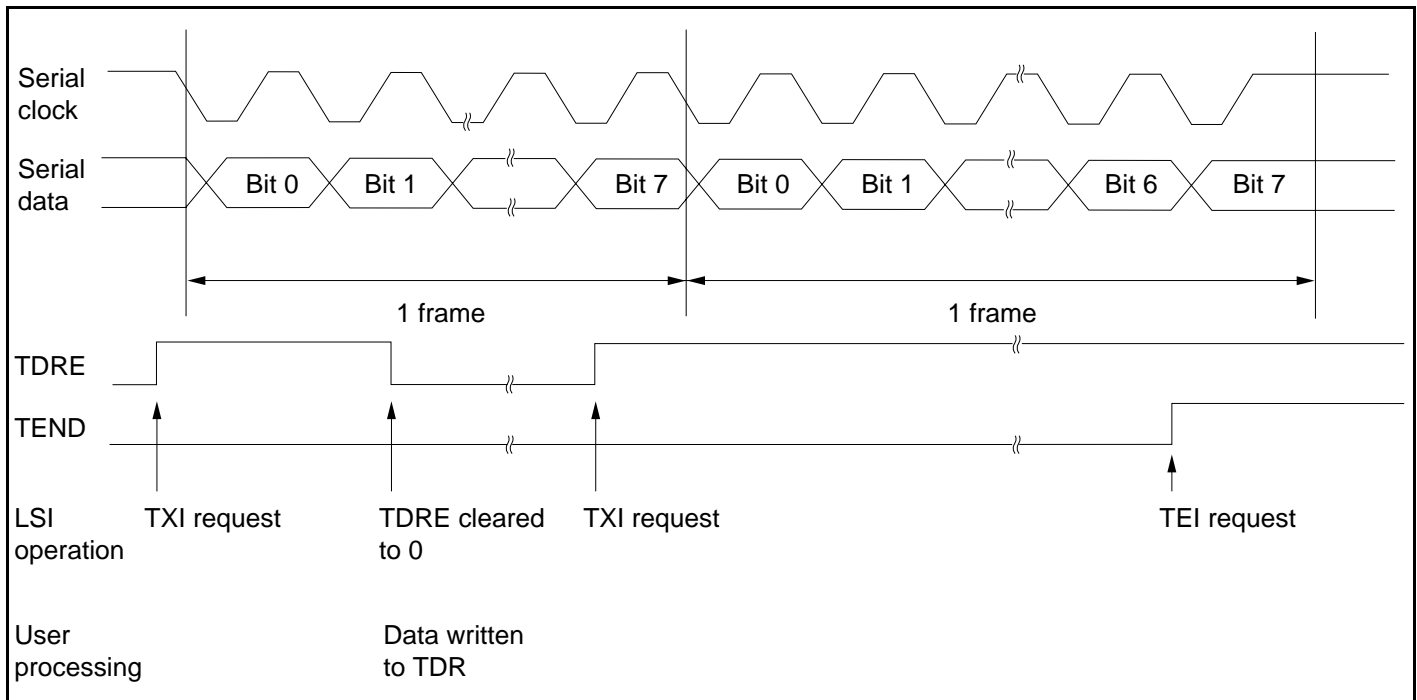 Serial
clock
Serial
data
Bit 0
Bit 1
Bit 7
Bit 0
Bit 1
Bit 6
Bit 7
1 frame
1 frame
TDRE
TEND
LSI
operation
TXI request
TDRE cleared
to 0
TXI request
TEI request
User
processing
Data written
to TDR